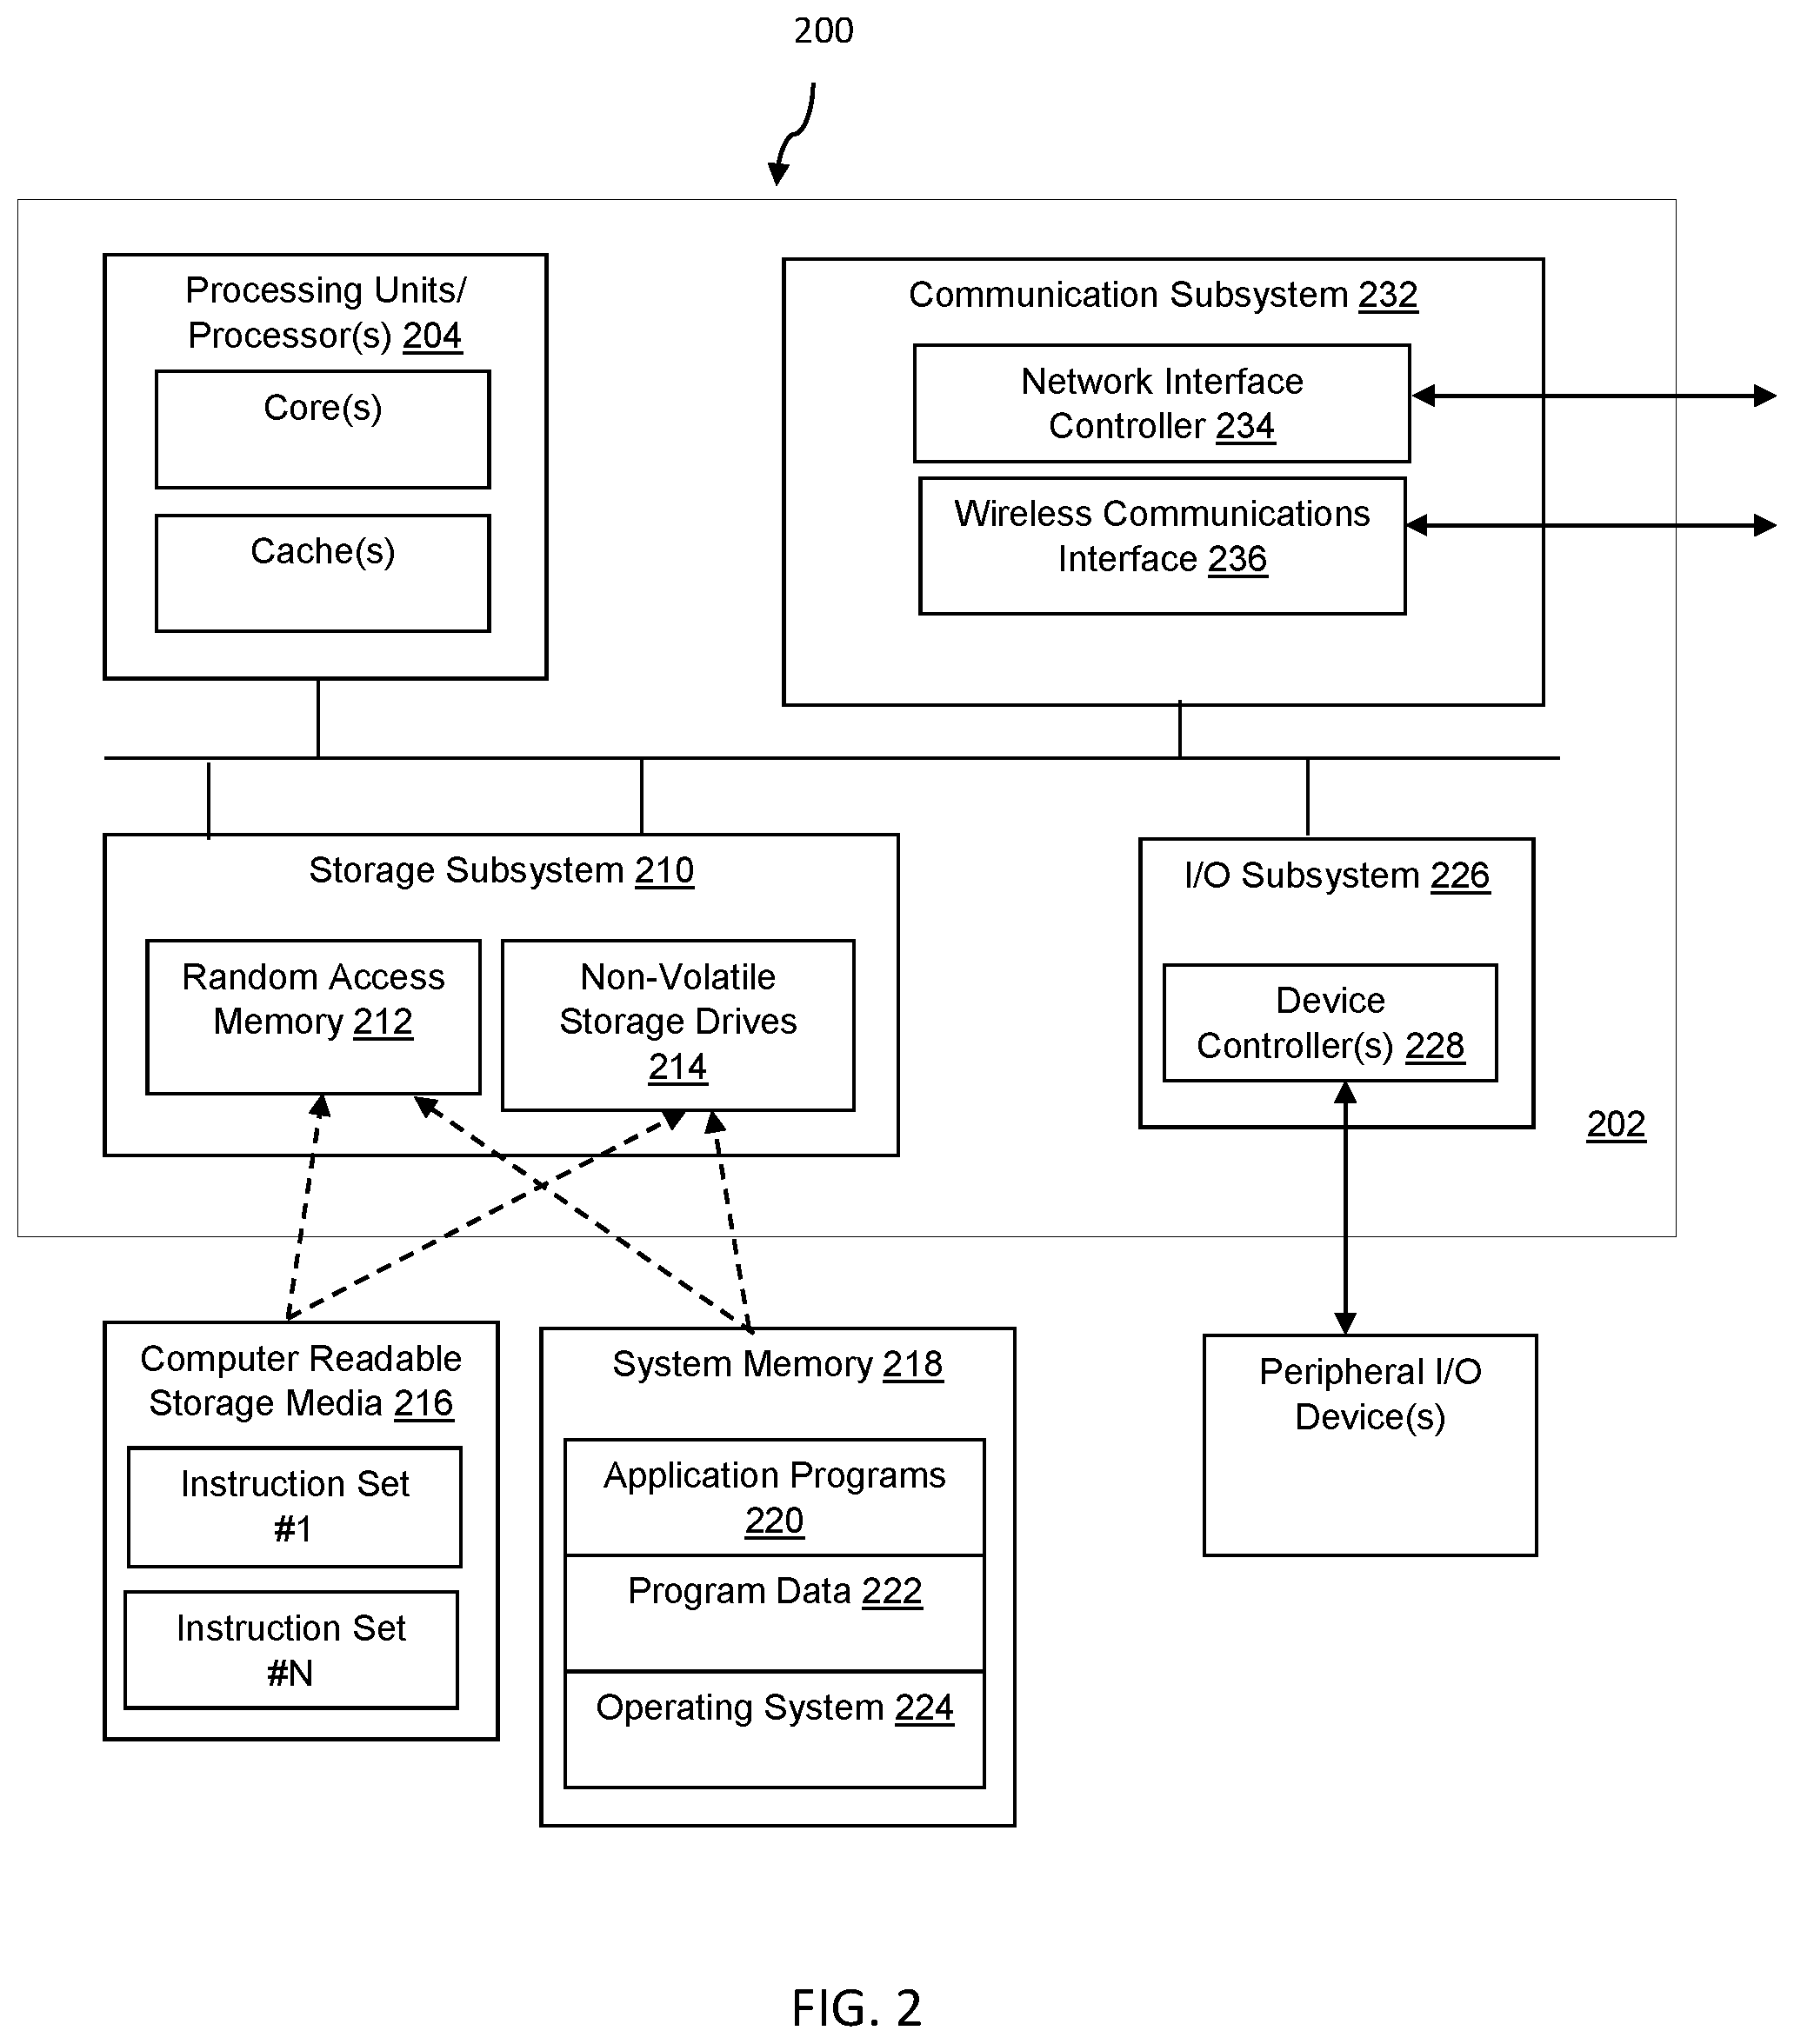 200
Processing Units/
Processor(s) 204
Core(s)
Cache(s)
Communication Subsystem 232
Network Interface
Controller 234
Wireless Communications
Interface 236
Storage Subsystem 210
Random Access
Memory 212
Non-Volatile
Storage Drives
214
I/O Subsystem 226
Device
Controller(s) 228
202
Computer Readable
Storage Media 216
Instruction Set
#1
Instruction Set
#N
System Memory 218
Application Programs
220
Program Data 222
Operating System 224
Peripheral I/O
Device(s)
FIG. 2